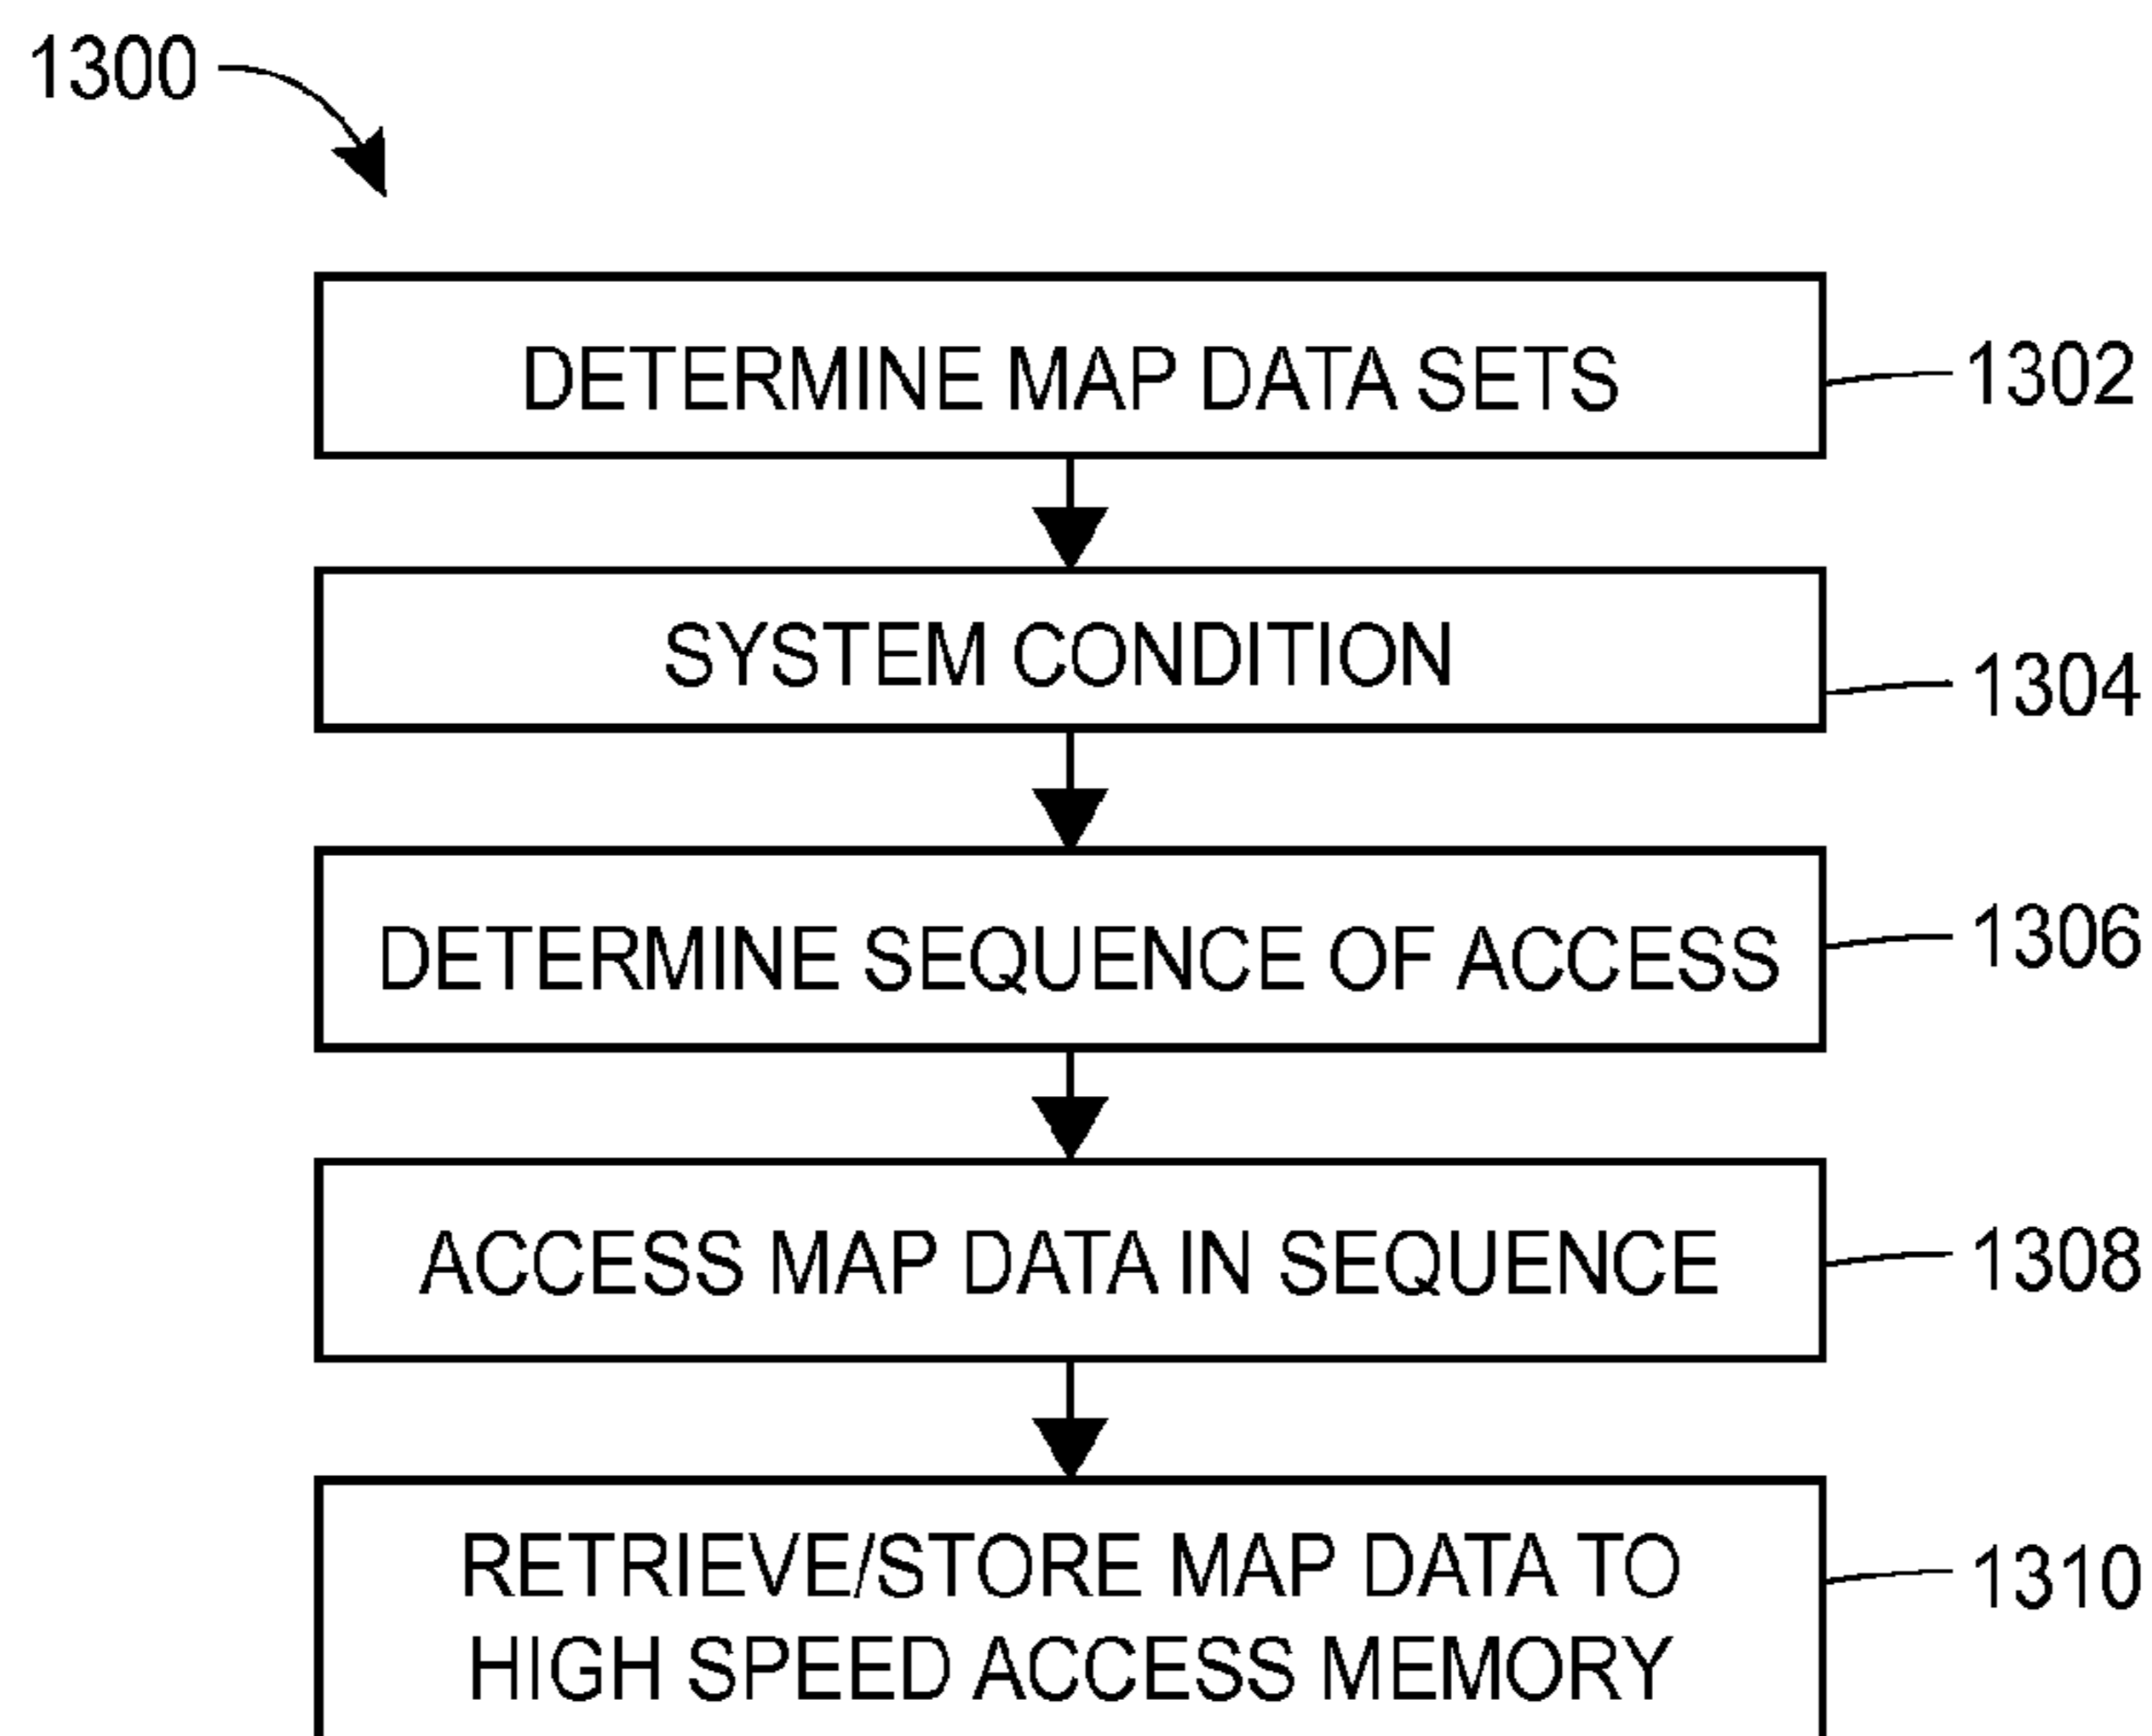 1300
DETERMINE MAP DATA SETS
1302
SYSTEM CONDITION
1304
DETERMINE SEQUENCE OF ACCESS
1306
ACCESS MAP DATA IN SEQUENCE
1308
RETRIEVE/STORE MAP DATA TO
HIGH SPEED ACCESS MEMORY
1310